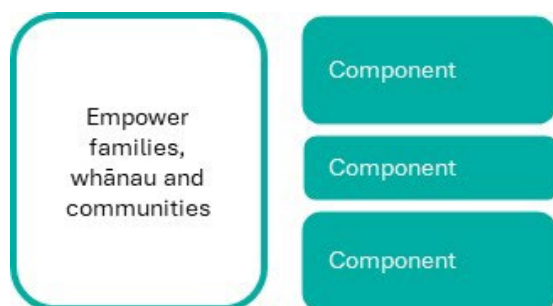 Empower
families,
whānau and
communities
Component
Component
Component